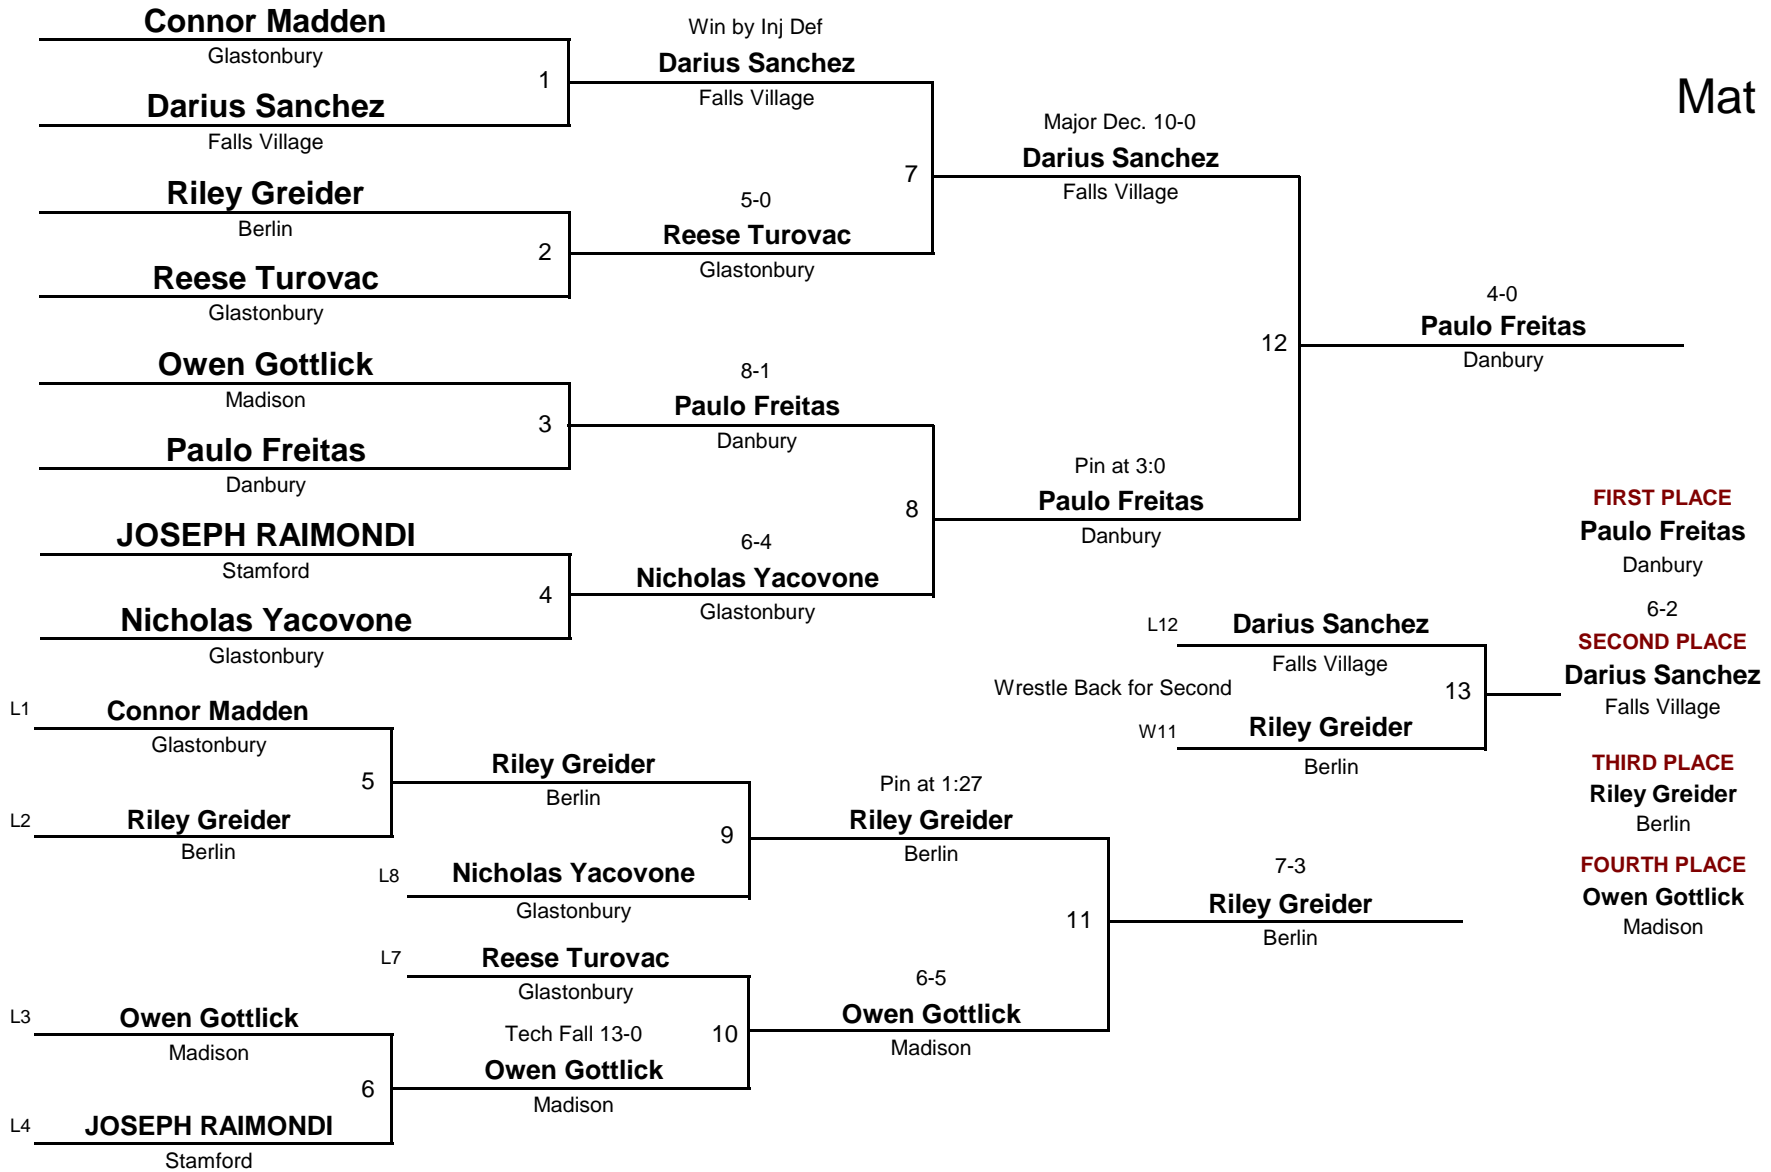 Connor Madden
Glastonbury
1
Darius Sanchez
Falls Village
Riley Greider
Berlin
2
Reese Turovac
Glastonbury
Owen Gottlick
Madison
3
Paulo Freitas
Danbury
JOSEPH RAIMONDI
Stamford
4
Nicholas Yacovone
Glastonbury
Win by Inj Def
Darius Sanchez
Falls Village
7
5-0
Reese Turovac
Glastonbury
8-1
Paulo Freitas
Danbury
8
6-4
Nicholas Yacovone
Glastonbury
Major Dec. 10-0
Darius Sanchez
Falls Village
12
Pin at 3:0
Paulo Freitas
Danbury
4-0
Paulo Freitas
Danbury
Mat
L1 Connor Madden
Glastonbury
5
L2 Riley Greider
Berlin
L3 Owen Gottlick
Madison
6
L4 JOSEPH RAIMONDI
Stamford
Riley Greider
Berlin
9
L8 Nicholas Yacovone
Glastonbury
L7 Reese Turovac
Glastonbury
Tech Fall 13-0
10
Owen Gottlick
Madison
Pin at 1:27
Riley Greider
Berlin
11
6-5
Owen Gottlick
Madison
7-3
Riley Greider
Berlin
L12 Darius Sanchez
Falls Village
Wrestle Back for Second
13
W11 Riley Greider
Berlin
FIRST PLACE
Paulo Freitas
Danbury
6-2
SECOND PLACE
Darius Sanchez
Falls Village
THIRD PLACE
Riley Greider
Berlin
FOURTH PLACE
Owen Gottlick
Madison